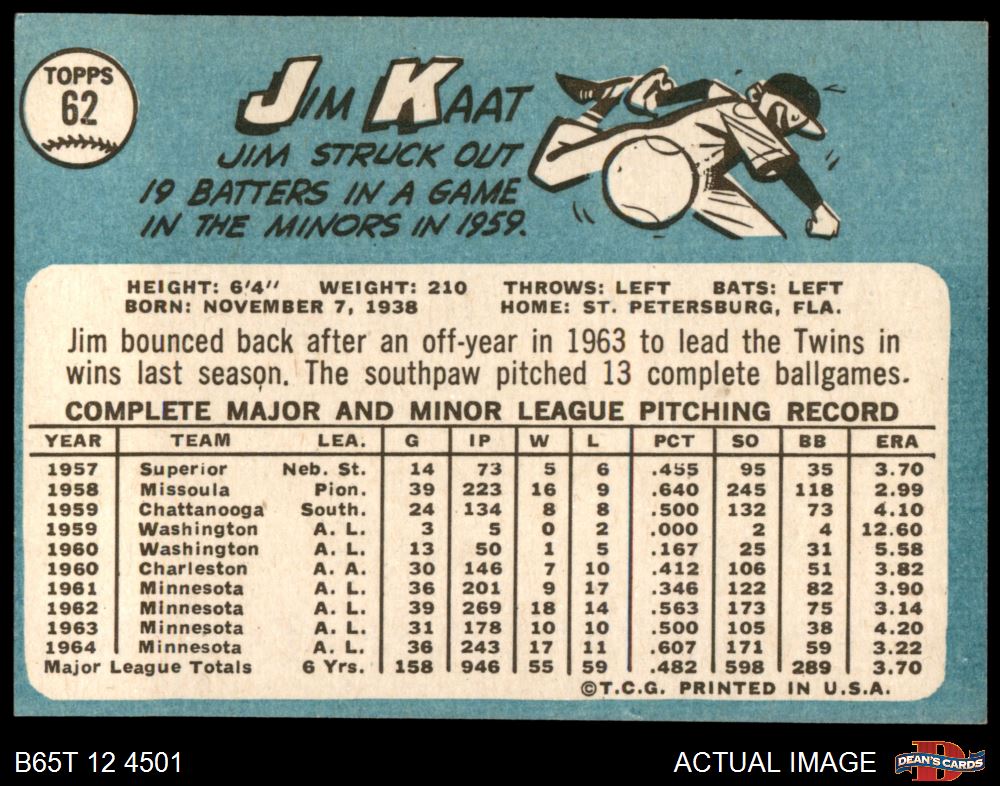 TOPPS
62
JIM KAAT
JIM STRUCK OUT
19 BATTERS IN A GAME
IN THE MINORS IN 1959.
HEIGHT: 6'4" WEIGHT: 210 THROWS: LEFT BATS: LEFT
BORN: NOVEMBER 7, 1938 HOME: ST. PETERSBURG, FLA.
Jim bounced back after an off-year in 1963 to lead the Twins in
wins last season. The southpaw pitched 13 complete ballgames.
COMPLETE MAJOR AND MINOR LEAGUE PITCHING RECORD
YEAR TEAM LEA. G IP W L PCT SO BB ERA
1957 Superior Neb. St. 14 73 5 6 .455 95 35 3.70
1958 Missoula Pion. 39 223 16 9 .640 245 118 2.99
1959 Chattanooga South. 24 134 8 8 .500 132 73 4.10
1959 Washington A. L. 3 5 0 2 .000 2 4 12.60
1960 Washington A. L. 13 50 1 5 .167 25 31 5.58
1960 Charleston A. A. 30 146 7 10 .412 106 51 3.82
1961 Minnesota A. L. 36 201 9 17 .346 122 82 3.90
1962 Minnesota A. L. 39 269 18 14 .563 173 75 3.14
1963 Minnesota A. L. 31 178 10 10 .500 105 38 4.20
1964 Minnesota A. L. 36 243 17 11 .607 171 59 3.22
Major League Totals 6 Yrs. 158 946 55 59 .482 598 289 3.70
©T.C.G. PRINTED IN U.S.A.
B65T 12 4501 ACTUAL IMAGE DEAN'S CARDS